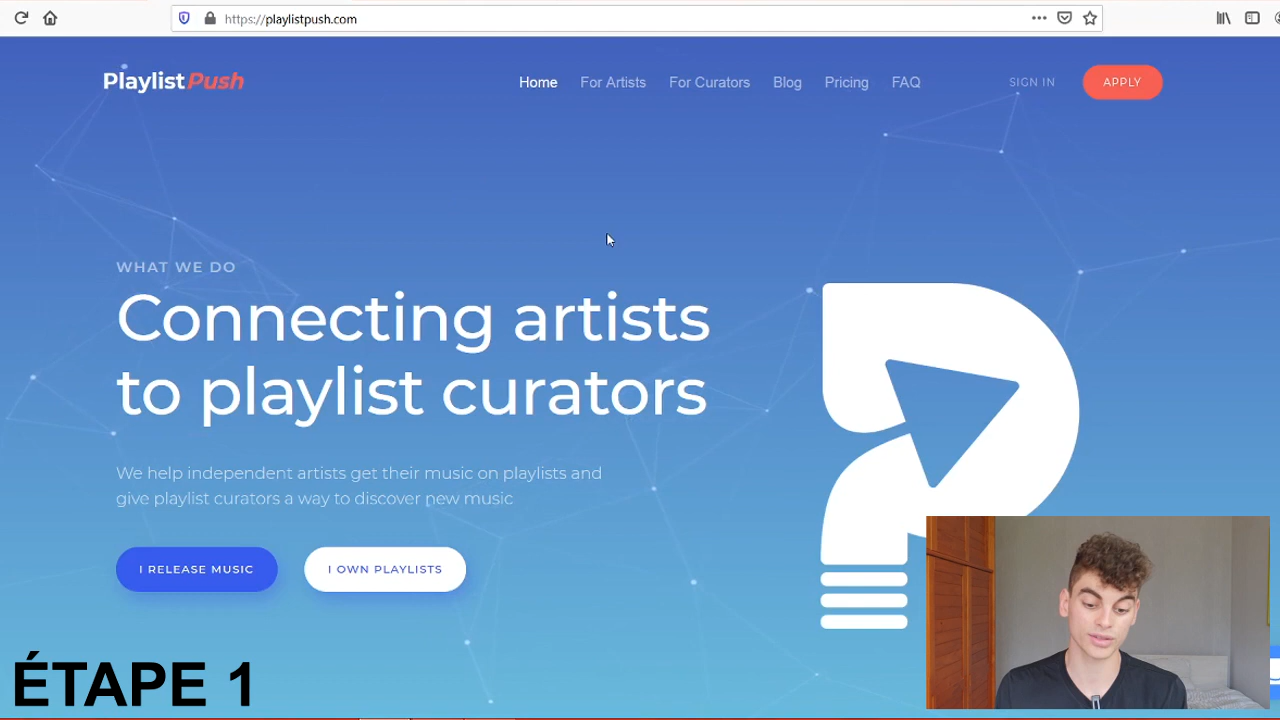 https://playlistpush.com
PlaylistPush
Home
For Artists
For Curators
Blog
Pricing
FAQ
SIGN IN
APPLY
WHAT WE DO
Connecting artists
to playlist curators
We help independent artists get their music on playlists and
give playlist curators a way to discover new music
I RELEASE MUSIC
I OWN PLAYLISTS
ÉTAPE 1